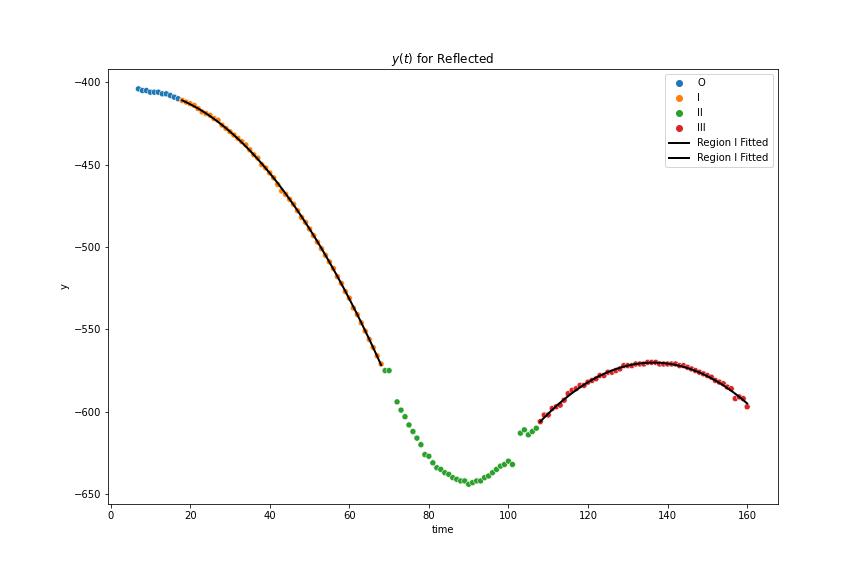 y(t) for Reflected
O
I
II
III
Region I Fitted
Region I Fitted
−400
−450
−500
−550
−600
−650
y
0 20 40 60 80 100 120 140 160
time